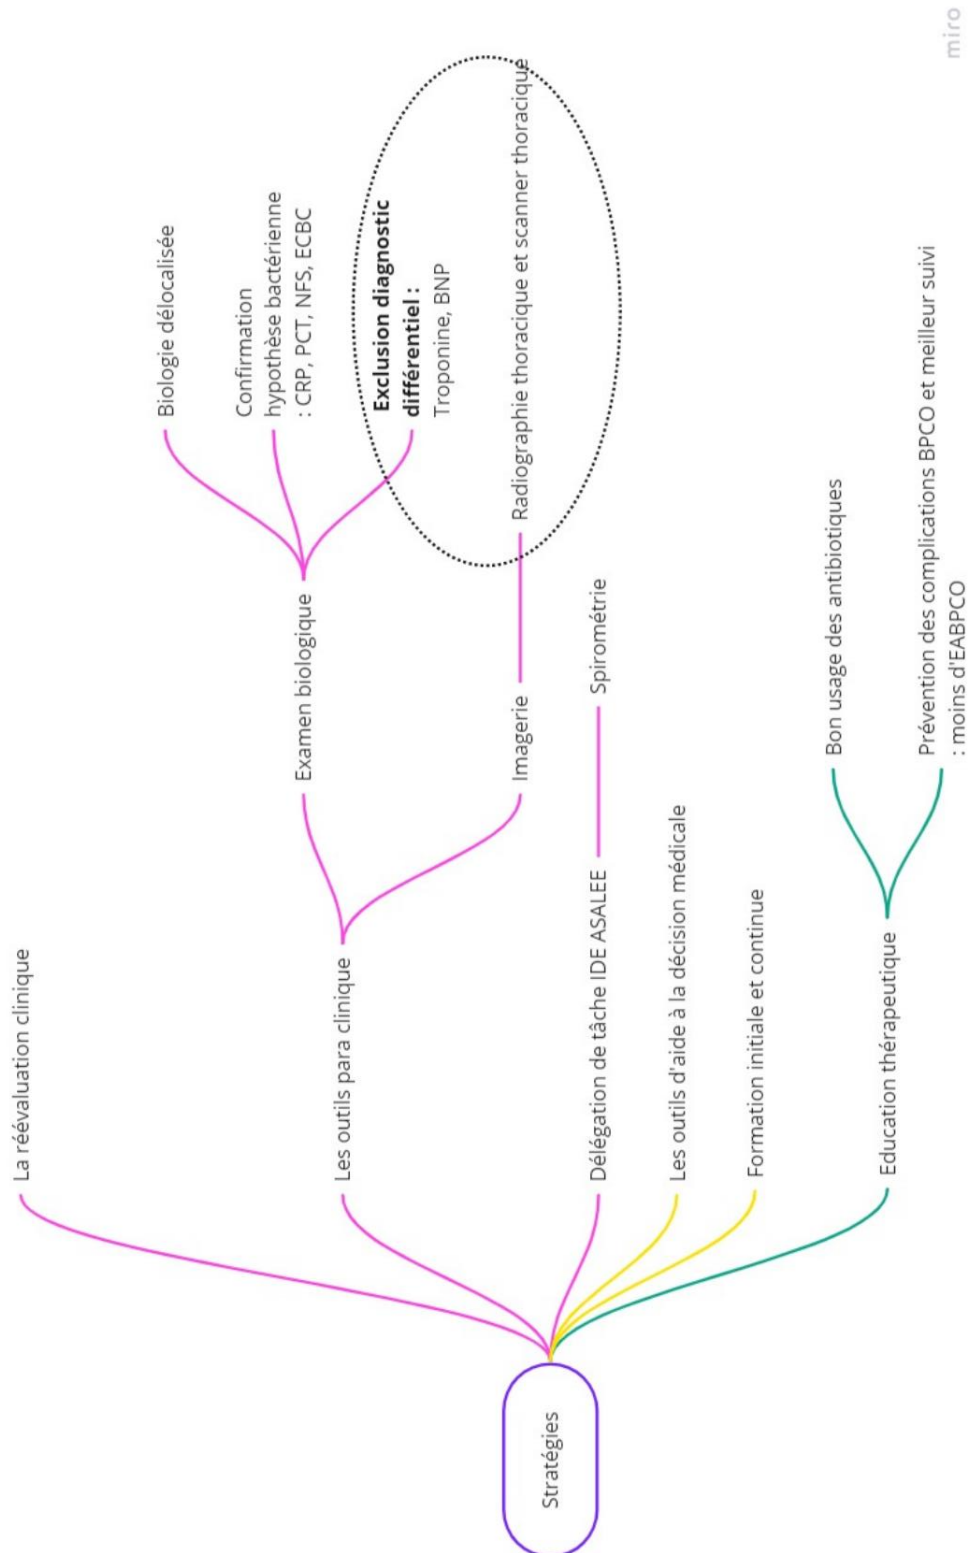 La réévaluation clinique
Biologie délocalisée
Confirmation
hypothèse bactérienne
: CRP, PCT, NFS, ECBC
Examen biologique
Exclusion diagnostic
différentiel :
Troponine, BNP
Les outils para clinique
Imagerie
Radiographie thoracique et scanner thoracique
Stratégies
Délégation de tâche IDE ASALEE
Spirométrie
Les outils d'aide à la décision médicale
Formation initiale et continue
Bon usage des antibiotiques
Education thérapeutique
Prévention des complications BPCO et meilleur suivi
: moins d'EABPCO
miro